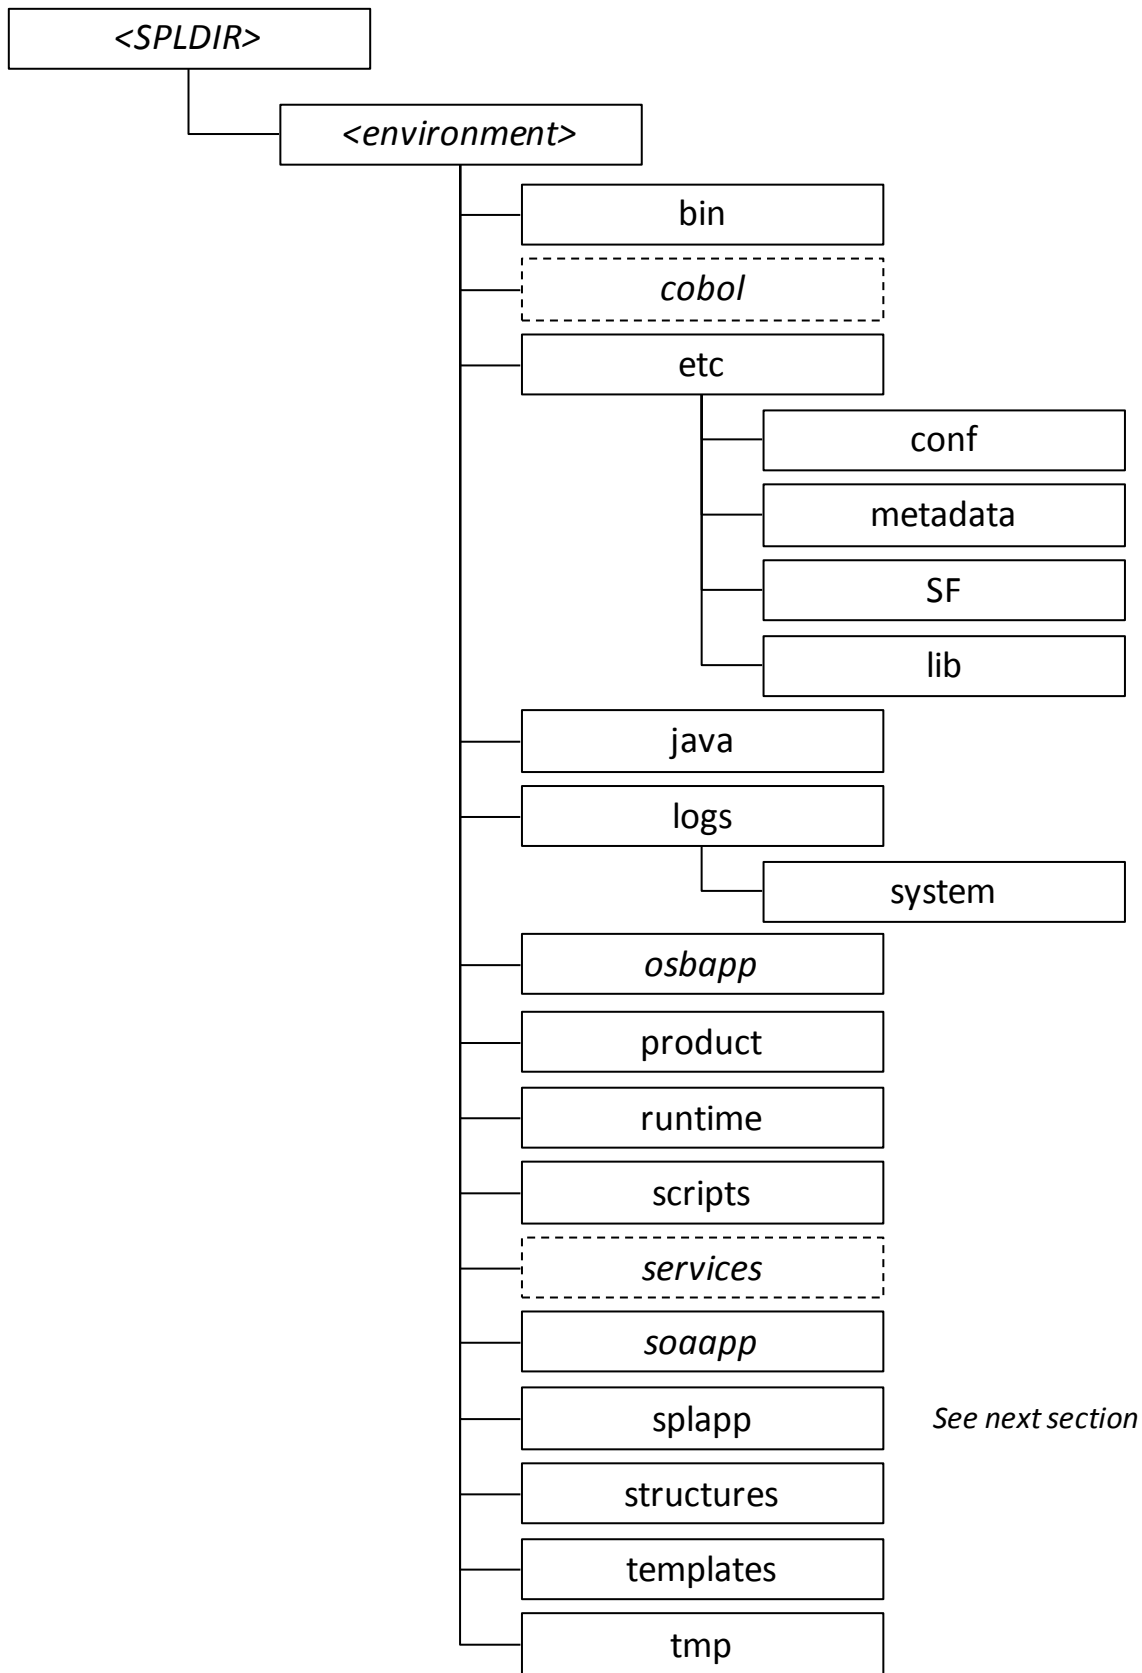 <SPLDIR>
<environment>
bin
cobol
etc
conf
metadata
SF
lib
java
logs
system
osbapp
product
runtime
scripts
services
soaapp
splapp
See next section
structures
templates
tmp